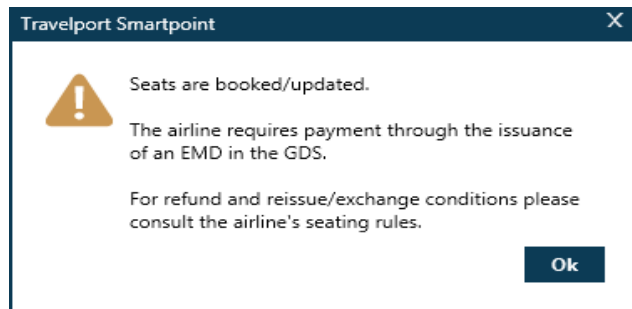 Travelport Smartpoint
X
Seats are booked/updated.
The airline requires payment through the issuance
of an EMD in the GDS.
For refund and reissue/exchange conditions please
consult the airline's seating rules.
Ok